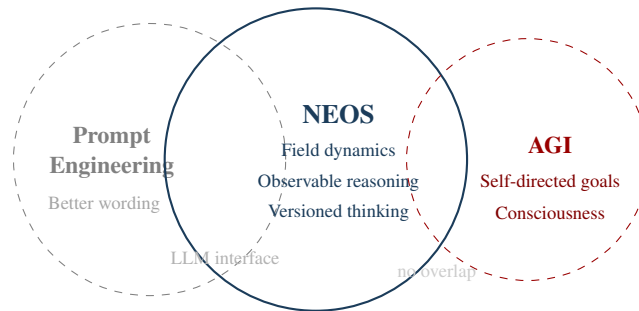 Prompt
Engineering
Better wording
NEOS
Field dynamics
Observable reasoning
Versioned thinking
AGI
Self-directed goals
Consciousness
LLM interface
no overlap